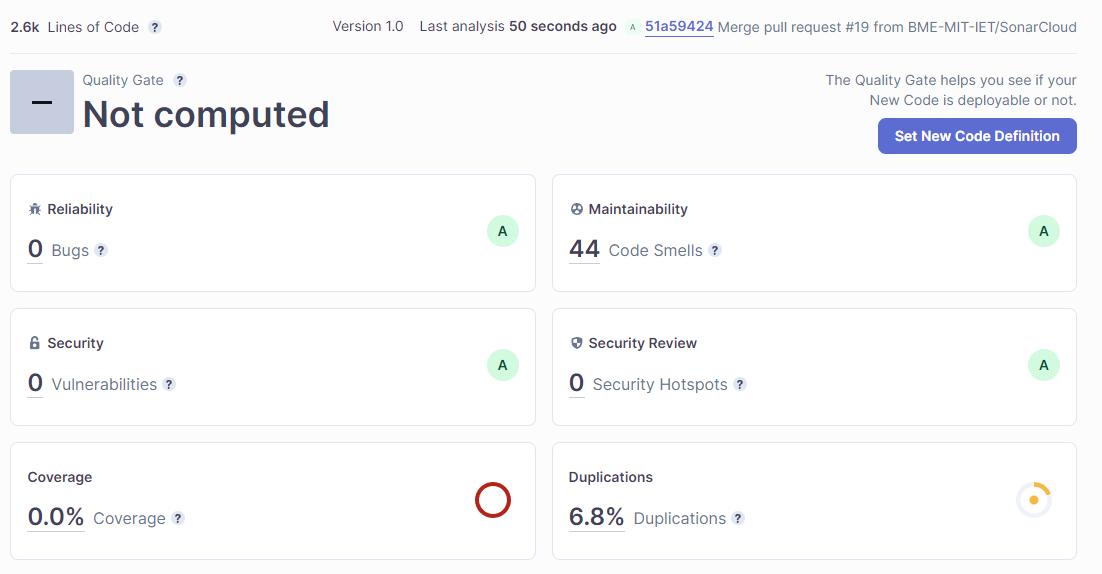 2.6k Lines of Code ? Version 1.0 Last analysis 50 seconds ago A 51a59424 Merge pull request #19 from BME-MIT-IET/SonarCloud
Quality Gate ?
Not computed
The Quality Gate helps you see if your
New Code is deployable or not.
Set New Code Definition
Reliability
0 Bugs ?
A
Maintainability
44 Code Smells ?
A
Security
0 Vulnerabilities ?
A
Security Review
0 Security Hotspots ?
A
Coverage
0.0% Coverage ?
Duplications
6.8% Duplications ?